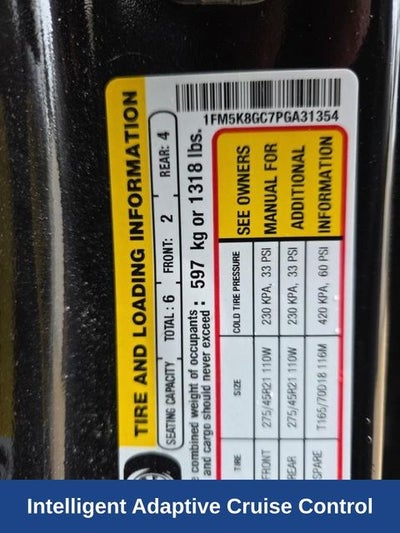 1FM5K8GC7PGA31354
TIRE AND LOADING INFORMATION
SEATING CAPACITY TOTAL: 6 FRONT: 2 REAR: 4
combined weight of occupants
and cargo should never exceed: 597 kg or 1318 lbs.
TIRE SIZE COLD TIRE PRESSURE
FRONT 275/45R21 110W 230 KPA, 33 PSI
REAR 275/45R21 110W 230 KPA, 33 PSI
SPARE T165/70D18 116M 420 KPA, 60 PSI
SEE OWNERS
MANUAL FOR
ADDITIONAL
INFORMATION
Intelligent Adaptive Cruise Control